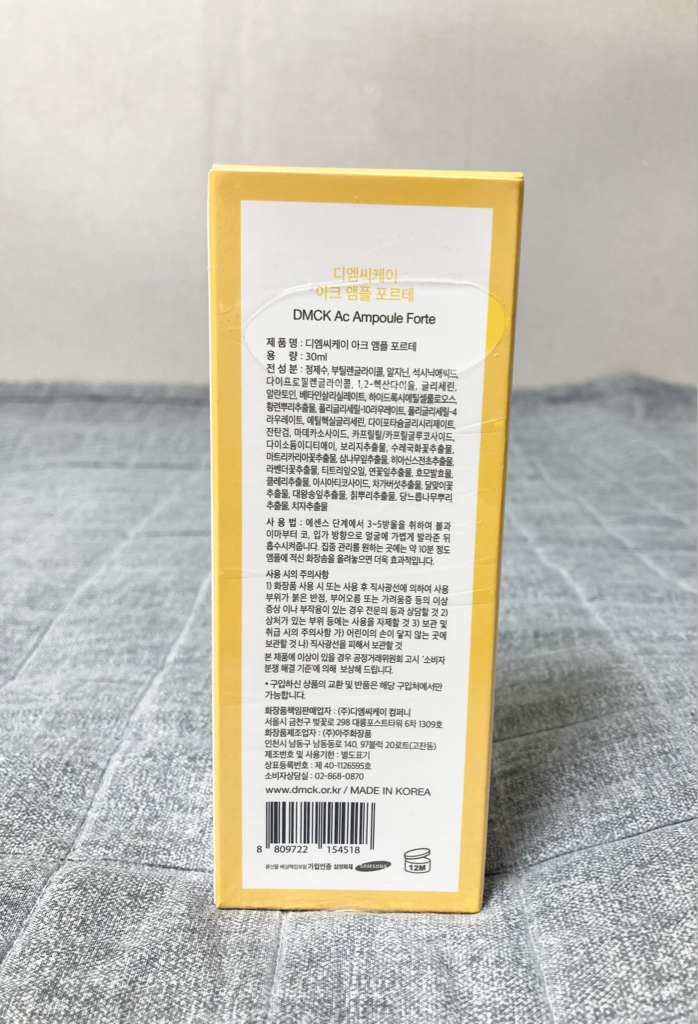 디엠씨케이
아크 앰플 포르테
DMCK Ac Ampoule Forte
제 품 명 : 디엠씨케이 아크 앰플 포르테
용 량 : 30ml
전 성 분 : 정제수, 부틸렌글라이콜, 알지닌, 석시닉애씨드,
다이프로필렌글라이콜, 1,2-헥산다이올, 글리세린,
알란토인, 베타인살리실레이트, 하이드록시에틸셀룰로오스,
황련뿌리추출물, 폴리글리세릴-10라우레이트, 폴리글리세릴-4
라우레이트, 에틸헥실글리세린, 다이포타슘글리시리제이트,
잔탄검, 마데카소사이드, 카프릴릴/카프릴글루코사이드,
다이소듐이디티에이, 보리지추출물, 수레국화꽃추출물,
마트리카리아꽃추출물, 삼나무잎추출물, 히아신스전초추출물,
라벤더꽃추출물, 티트리잎오일, 연꽃잎추출물, 효모발효물,
클레리추출물, 아시아티코사이드, 차가버섯추출물, 달맞이꽃
추출물, 대왕송잎추출물, 칡뿌리추출물, 당느릅나무뿌리
추출물, 치자추출물
사 용 법 : 에센스 단계에서 3~5방울을 취하여 볼과
이마부터 코, 입가 방향으로 얼굴에 가볍게 발라준 뒤
흡수시켜줍니다. 집중 관리를 원하는 곳에는 약 10분 정도
앰플에 적신 화장솜을 올려놓으면 더욱 효과적입니다.
사용 시의 주의사항
1) 화장품 사용 시 또는 사용 후 직사광선에 의하여 사용
부위가 붉은 반점, 부어오름 또는 가려움증 등의 이상
증상 이나 부작용이 있는 경우 전문의 등과 상담할 것 2)
상처가 있는 부위 등에는 사용을 자제할 것 3) 보관 및
취급 시의 주의사항 가) 어린이의 손이 닿지 않는 곳에
보관할 것 나) 직사광선을 피해서 보관할 것
본 제품에 이상이 있을 경우 공정거래위원회 고시 '소비자
분쟁 해결 기준'에 의해 보상해 드립니다.
• 구입하신 상품의 교환 및 반품은 해당 구입처에서만
가능합니다.
화장품책임판매업자 : (주)디엠씨케이 컴퍼니
서울시 금천구 벚꽃로 298 대륭포스트타워 6차 1309호
화장품제조업자 : (주)아주화장품
인천시 남동구 남동동로 140, 97블럭 20로트(고잔동)
제조번호 및 사용기한 : 별도표기
상표등록번호 : 제 40-1126595호
소비자상담실 : 02-868-0870
www.dmck.or.kr / MADE IN KOREA
8 809722 154518
생산물 배상책임보험 가입인증 삼성화재 SAMSUNG
12M